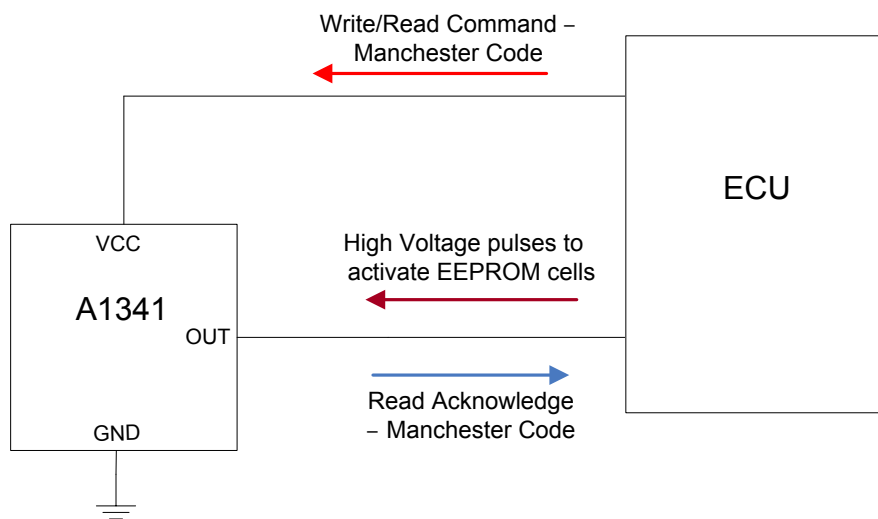 Write/Read Command –
Manchester Code
ECU
VCC
High Voltage pulses to
activate EEPROM cells
A1341
OUT
Read Acknowledge
– Manchester Code
GND